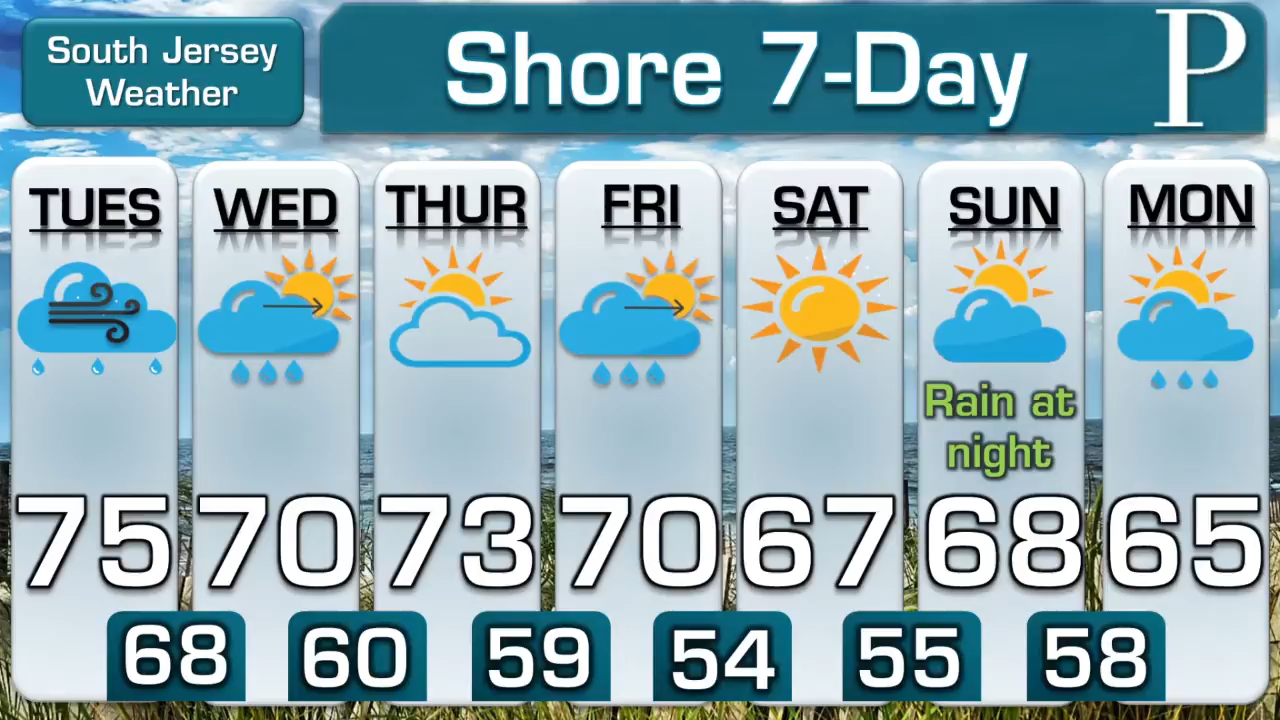 South Jersey
Weather
Shore 7-Day
P
TUES WED THUR FRI SAT SUN MON
Rain at
night
75 70 73 70 67 68 65
68 60 59 54 55 58